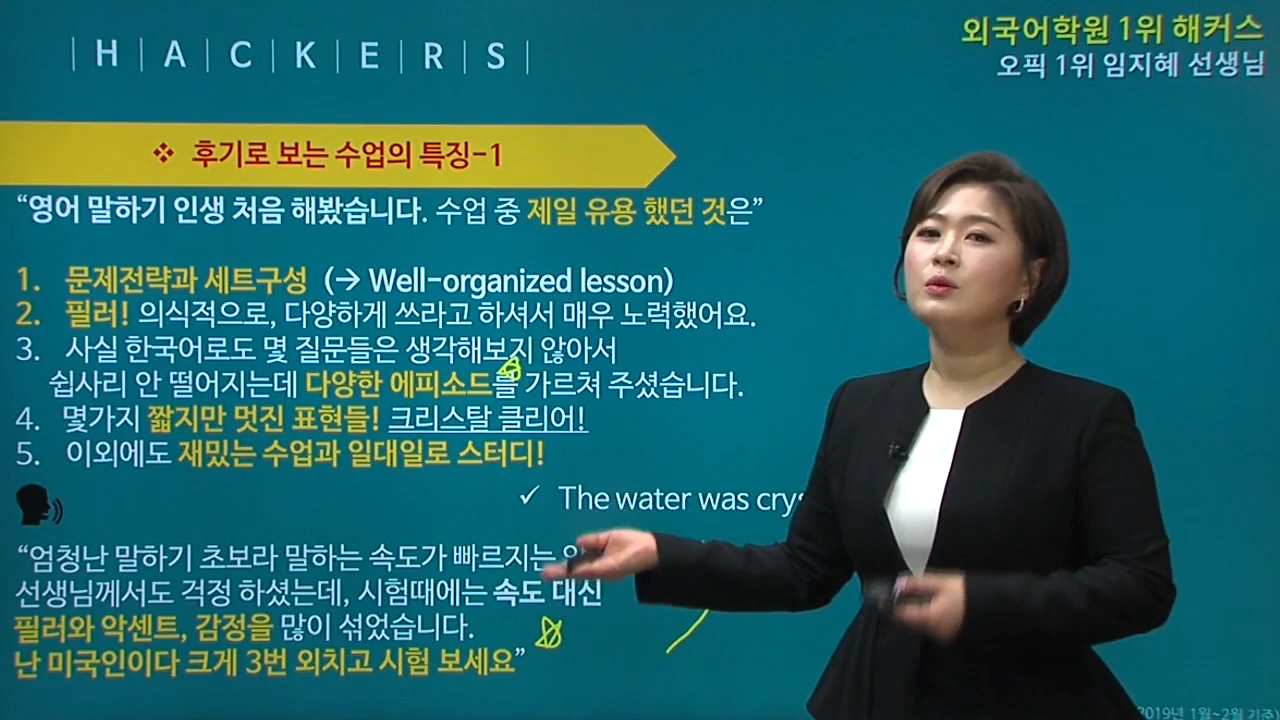 HACKERS
외국어학원 1위 해커스
오픽 1위 임지혜 선생님
❖ 후기로 보는 수업의 특징-1
“영어 말하기 인생 처음 해봤습니다. 수업 중 제일 유용 했던 것은”
1. 문제전략과 세트구성 (→ Well-organized lesson)
2. 필러! 의식적으로, 다양하게 쓰라고 하셔서 매우 노력했어요.
3. 사실 한국어로도 몇 질문들은 생각해보지 않아서
쉽사리 안 떨어지는데 다양한 에피소드를 가르쳐 주셨습니다.
4. 몇가지 짧지만 멋진 표현들! 크리스탈 클리어!
5. 이외에도 재밌는 수업과 일대일로 스터디!
✓ The water was
“엄청난 말하기 초보라 말하는 속도가 빠르지는
선생님께서도 걱정 하셨는데, 시험때에는 속도 대신
필러와 악센트, 감정을 많이 섞었습니다.
난 미국인이다 크게 3번 외치고 시험 보세요”
2019년 1월~2월 기준)